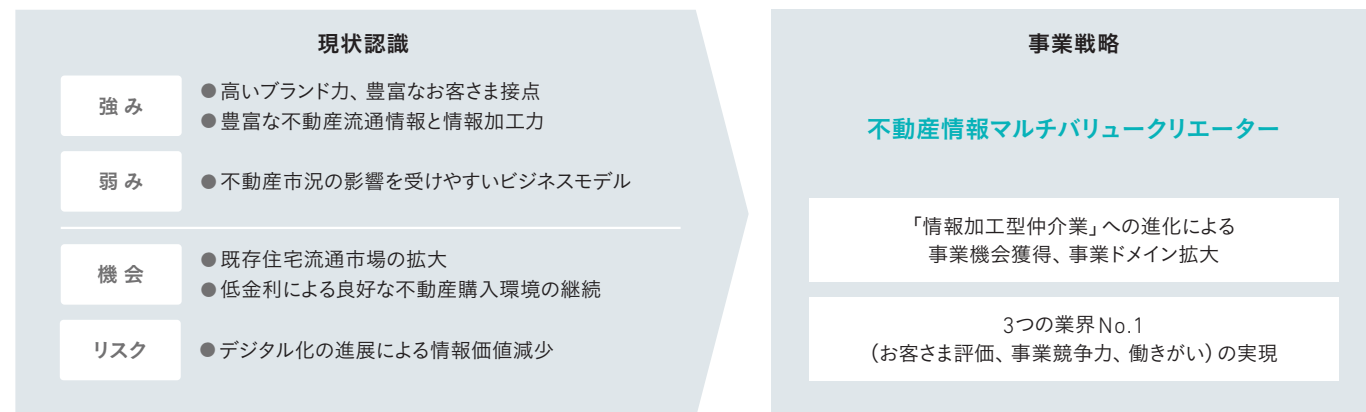 現状認識
強み
●高いブランド力、豊富なお客さま接点
●豊富な不動産流通情報と情報加工力
弱み
●不動産市況の影響を受けやすいビジネスモデル
機会
●既存住宅流通市場の拡大
●低金利による良好な不動産購入環境の継続
リスク
●デジタル化の進展による情報価値減少
事業戦略
不動産情報マルチバリュークリエーター
「情報加工型仲介業」への進化による
事業機会獲得、事業ドメイン拡大
3つの業界No.1
（お客さま評価、事業競争力、働きがい）の実現